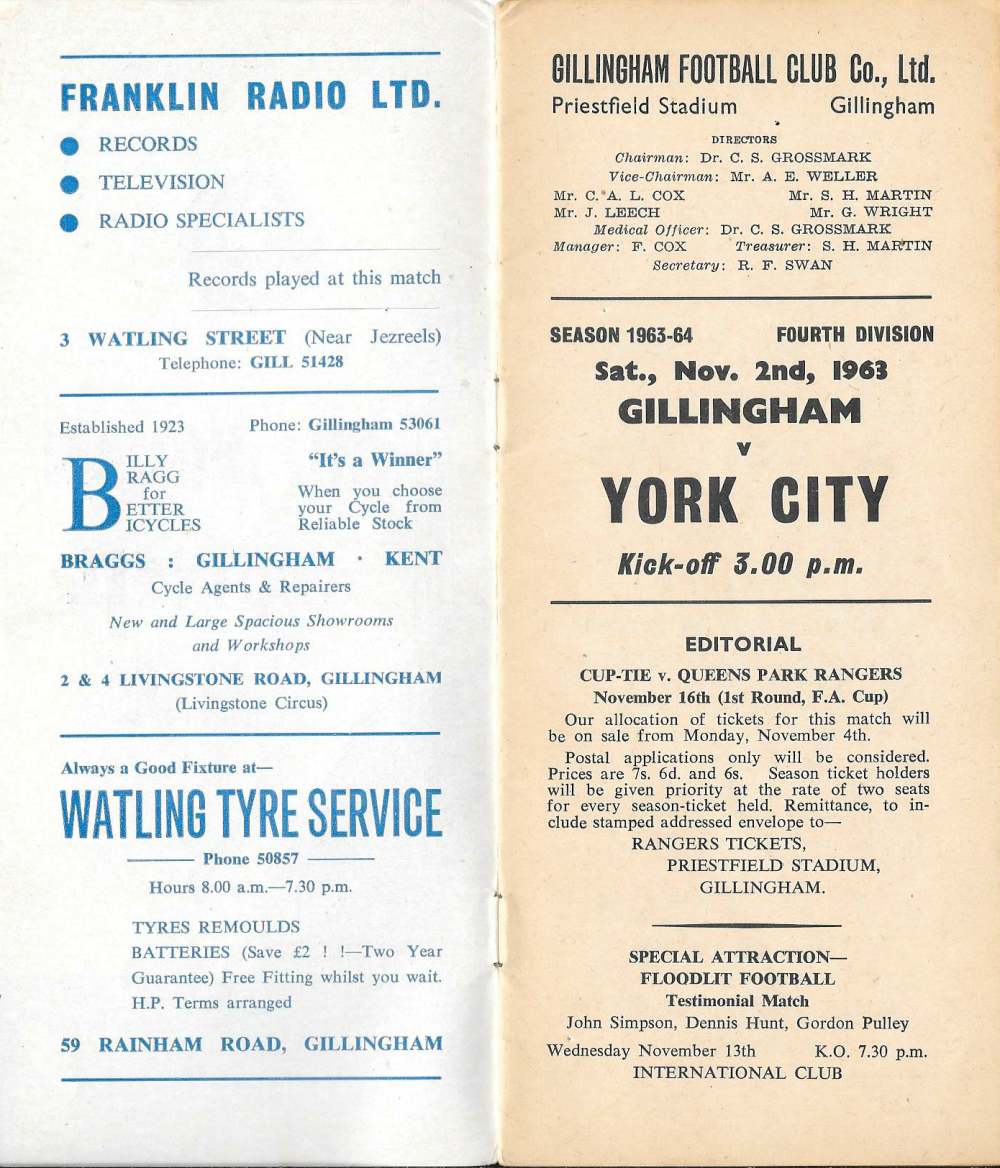 FRANKLIN RADIO LTD.
RECORDS
TELEVISION
RADIO SPECIALISTS
Records played at this match
3 WATLING STREET (Near Jezreels)
Telephone: GILL 51428
Established 1923 Phone: Gillingham 53061
BILLY
RAGG
for
ETTER
ICYCLES
"It's a Winner"
When you choose
your Cycle from
Reliable Stock
BRAGGS : GILLINGHAM · KENT
Cycle Agents & Repairers
New and Large Spacious Showrooms
and Workshops
2 & 4 LIVINGSTONE ROAD, GILLINGHAM
(Livingstone Circus)
Always a Good Fixture at—
WATLING TYRE SERVICE
Phone 50857
Hours 8.00 a.m.—7.30 p.m.
TYRES REMOULDS
BATTERIES (Save £2 ! !—Two Year
Guarantee) Free Fitting whilst you wait.
H.P. Terms arranged
59 RAINHAM ROAD, GILLINGHAM
GILLINGHAM FOOTBALL CLUB Co., Ltd.
Priestfield Stadium Gillingham
DIRECTORS
Chairman: Dr. C. S. GROSSMARK
Vice-Chairman: Mr. A. E. WELLER
Mr. C. A. L. COX Mr. S. H. MARTIN
Mr. J. LEECH Mr. G. WRIGHT
Medical Officer: Dr. C. S. GROSSMARK
Manager: F. COX Treasurer: S. H. MARTIN
Secretary: R. F. SWAN
SEASON 1963-64 FOURTH DIVISION
Sat., Nov. 2nd, 1963
GILLINGHAM
v
YORK CITY
Kick-off 3.00 p.m.
EDITORIAL
CUP-TIE v. QUEENS PARK RANGERS
November 16th (1st Round, F.A. Cup)
Our allocation of tickets for this match will
be on sale from Monday, November 4th.
Postal applications only will be considered.
Prices are 7s. 6d. and 6s. Season ticket holders
will be given priority at the rate of two seats
for every season-ticket held. Remittance, to in-
clude stamped addressed envelope to—
RANGERS TICKETS,
PRIESTFIELD STADIUM,
GILLINGHAM.
SPECIAL ATTRACTION—
FLOODLIT FOOTBALL
Testimonial Match
John Simpson, Dennis Hunt, Gordon Pulley
Wednesday November 13th K.O. 7.30 p.m.
INTERNATIONAL CLUB